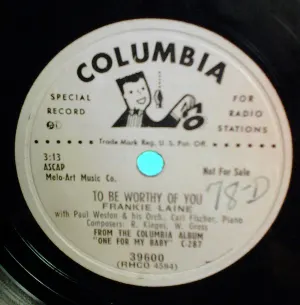 COLUMBIA
SPECIAL RECORD
FOR RADIO STATIONS
Trade Mark Reg. U. S. Pat. Off.
3:13
ASCAP
Melo-Art Music Co.
Not For Sale
78-D
TO BE WORTHY OF YOU
FRANKIE LAINE
with Paul Weston & his Orch. Carl Fischer, Piano
Composers: R. Kleger, W. Gross
FROM THE COLUMBIA ALBUM
"ONE FOR MY BABY" C-287
39600
(RHCO 4594)